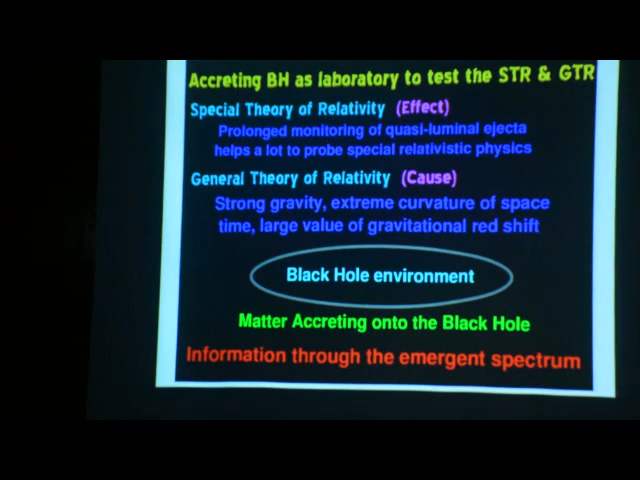 Accreting BH as laboratory to test the STR & GTR
Special Theory of Relativity (Effect)
Prolonged monitoring of quasi-luminal ejecta
helps a lot to probe special relativistic physics
General Theory of Relativity (Cause)
Strong gravity, extreme curvature of space
time, large value of gravitational red shift
Black Hole environment
Matter Accreting onto the Black Hole
Information through the emergent spectrum